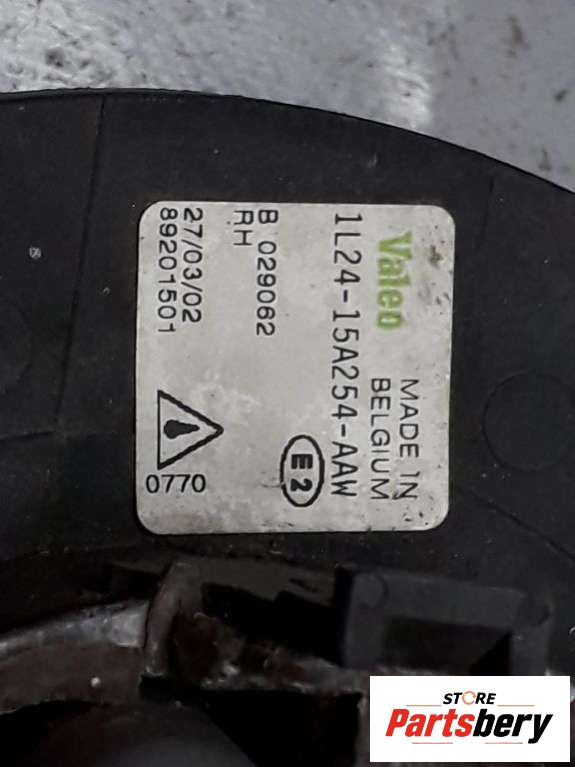 Valeo
MADE IN
BELGIUM
1L24-15A254-AAW
B 029062
RH
E2
27/03/02
89201501
0770
STORE
Partsbery